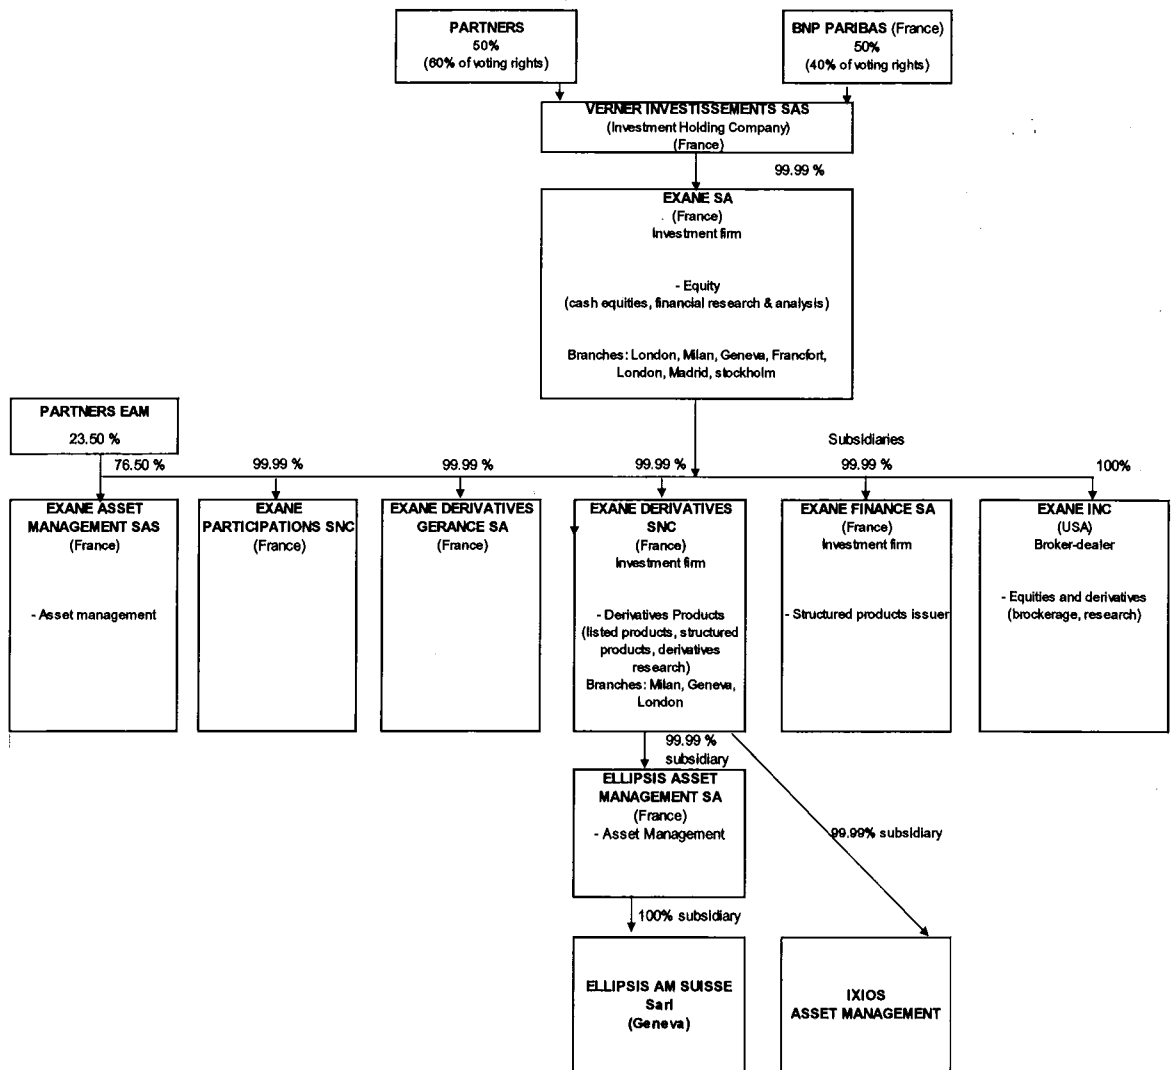 PARTNERS
50%
(60% of voting rights)
BNP PARIBAS (France)
50%
(40% of voting rights)
VERNER INVESTISSEMENTS SAS
(Investment Holding Company)
(France)
99.99 %
EXANE SA
(France)
Investment firm
- Equity
(cash equities, financial research & analysis)
Branches: London, Milan, Geneva, Francfort,
London, Madrid, stockholm
PARTNERS EAM
23.50 %
Subsidiaries
76.50 %
99.99 %
99.99 %
99.99 %
99.99 %
100%
EXANE ASSET
MANAGEMENT SAS
(France)
- Asset management
EXANE
PARTICIPATIONS SNC
(France)
EXANE DERIVATIVES
GERANCE SA
(France)
EXANE DERIVATIVES
SNC
(France)
Investment firm
- Derivatives Products
(listed products, structured
products, derivatives
research)
Branches: Milan, Geneva,
London
EXANE FINANCE SA
(France)
Investment firm
- Structured products issuer
EXANE INC
(USA)
Broker-dealer
- Equities and derivatives
(brokerage, research)
99.99 %
subsidiary
ELLIPSIS ASSET
MANAGEMENT SA
(France)
- Asset Management
99.99% subsidiary
100% subsidiary
ELLIPSIS AM SUISSE
Sarl
(Geneva)
IXIOS
ASSET MANAGEMENT